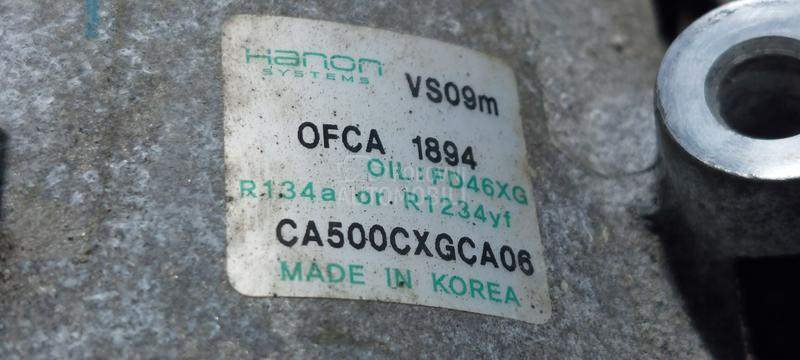 Hanon
SYSTEMS
VS09m
OFCA 1894
OIL: FD46XG
R134a or R1234yf
CA500CXGCA06
MADE IN KOREA